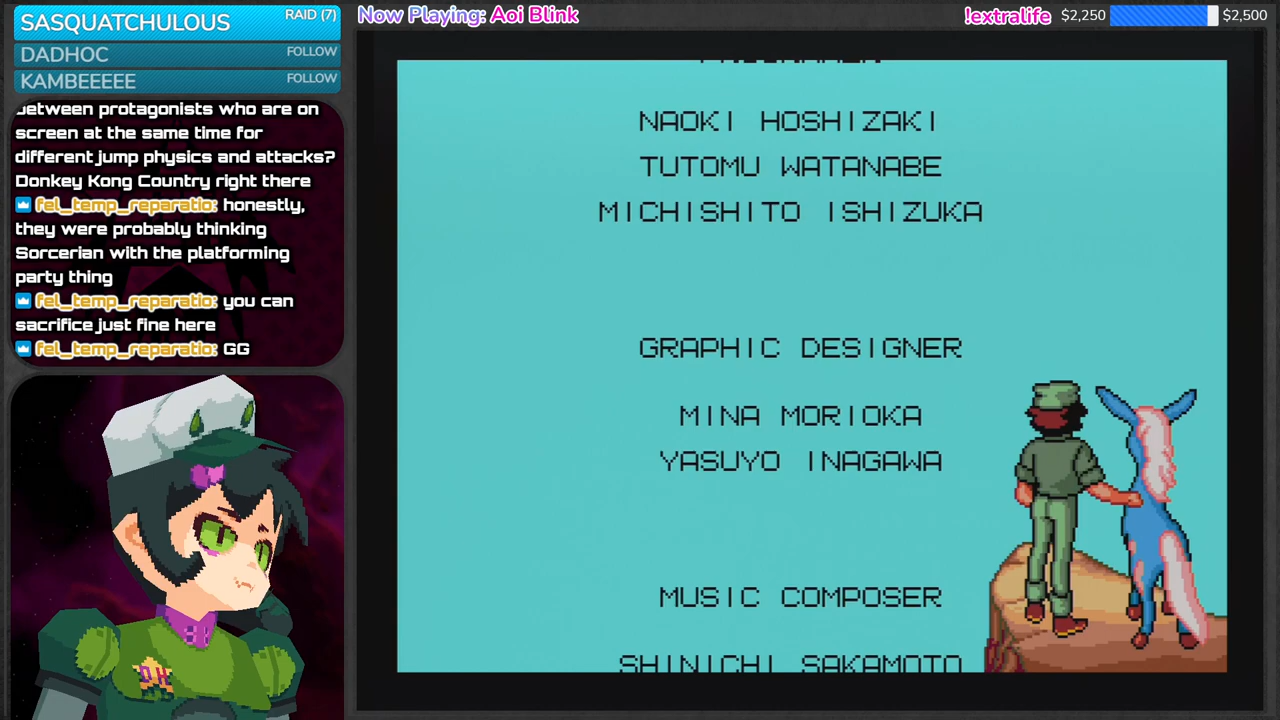 SASQUATCHULOUS RAID (7)
DADHOC FOLLOW
KAMBEEEEE FOLLOW
Now Playing: Aoi Blink
!extralife $2,250 $2,500
between protagonists who are on
screen at the same time for
different jump physics and attacks?
Donkey Kong Country right there
fel_temp_reparatio: honestly,
they were probably thinking
Sorcerian with the platforming
party thing
fel_temp_reparatio: you can
sacrifice just fine here
fel_temp_reparatio: GG
NAOKI HOSHIZAKI
TUTOMU WATANABE
MICHISHITO ISHIZUKA
GRAPHIC DESIGNER
MINA MORIOKA
YASUYO INAGAWA
MUSIC COMPOSER
SHINICHI SAKAMOTO